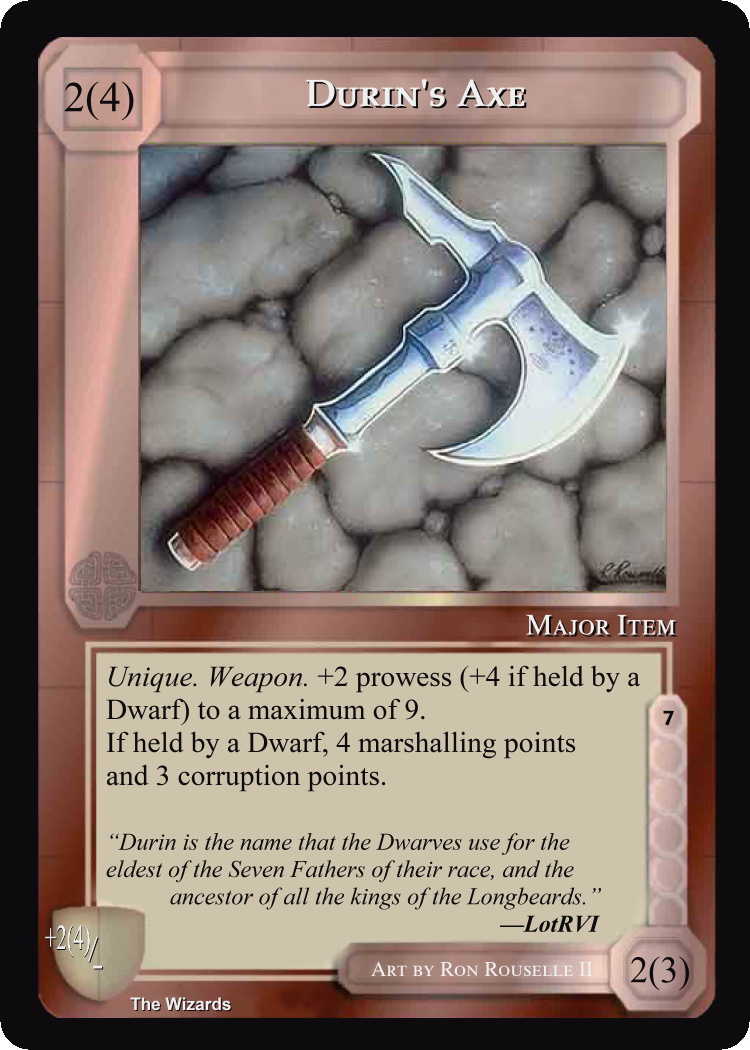 2(4)
Durin's Axe
Major Item
Unique. Weapon. +2 prowess (+4 if held by a
Dwarf) to a maximum of 9.
If held by a Dwarf, 4 marshalling points
and 3 corruption points.
7
“Durin is the name that the Dwarves use for the
eldest of the Seven Fathers of their race, and the
ancestor of all the kings of the Longbeards.”
—LotRVI
+2(4)/–
Art by Ron Rouselle II
2(3)
The Wizards